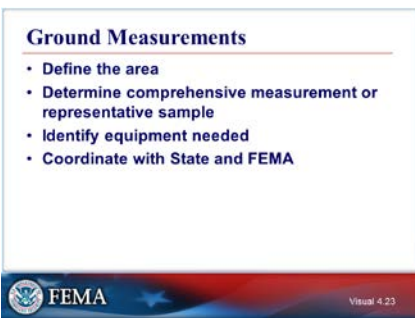 Ground Measurements
• Define the area
• Determine comprehensive measurement or
representative sample
• Identify equipment needed
• Coordinate with State and FEMA
FEMA
Visual 4.23